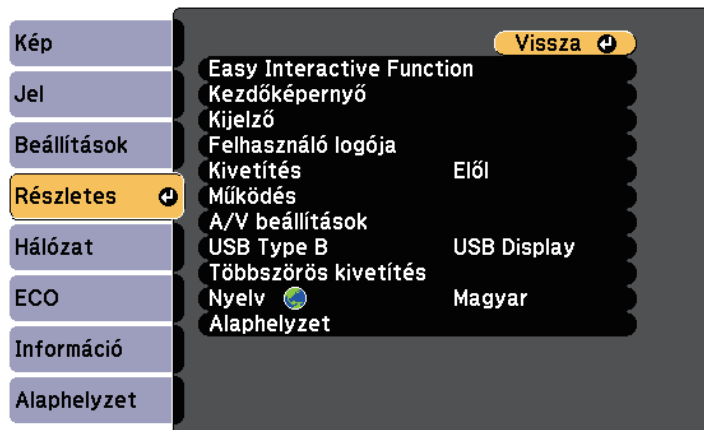 Kép
Jel
Beállítások
Részletes
Hálózat
ECO
Információ
Alaphelyzet
Vissza
Easy Interactive Function
Kezdőképernyő
Kijelző
Felhasználó logója
Kivetítés Elől
Működés
A/V beállítások
USB Type B USB Display
Többszörös kivetítés
Nyelv Magyar
Alaphelyzet